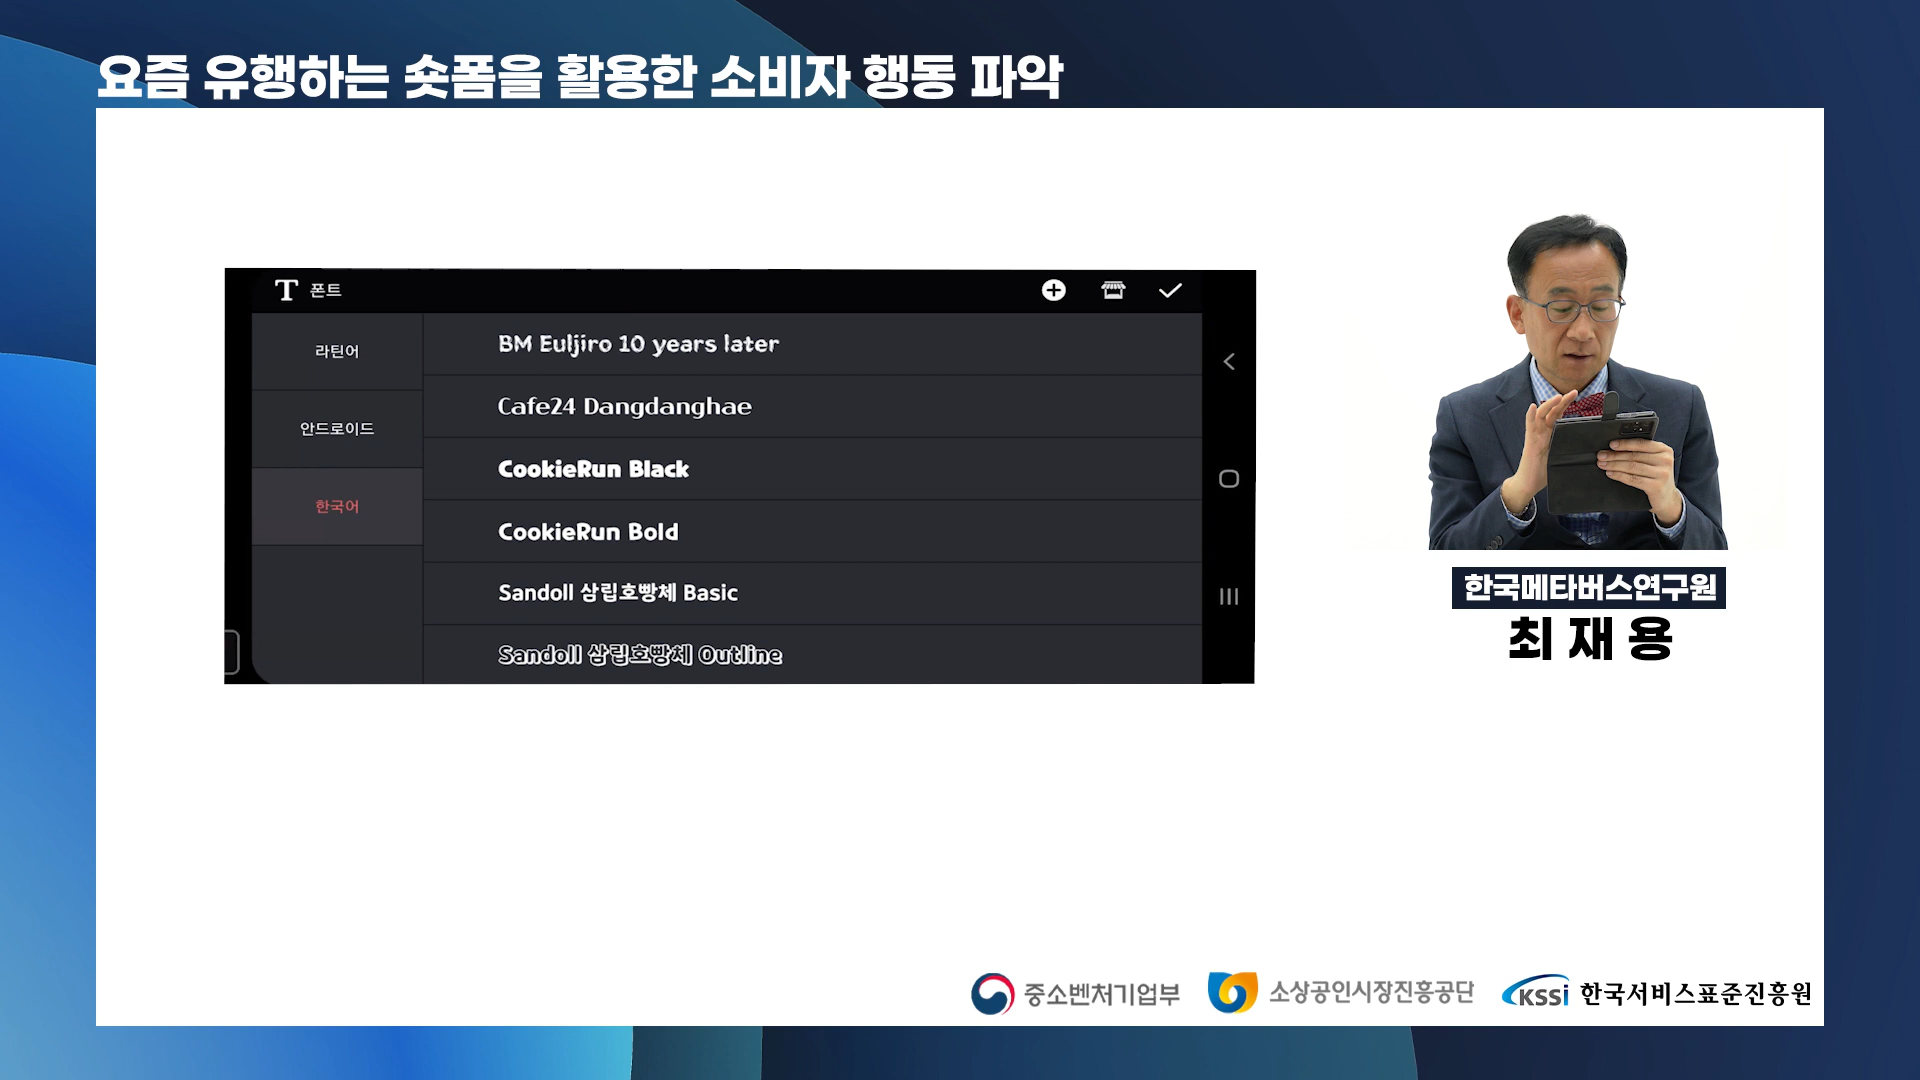 요즘 유행하는 숏폼을 활용한 소비자 행동 파악
T 폰트
라틴어
안드로이드
한국어
BM Euljiro 10 years later
Cafe24 Dangdanghae
CookieRun Black
CookieRun Bold
Sandoll 삼립호빵체 Basic
Sandoll 삼립호빵체 Outline
한국메타버스연구원
최재용
중소벤처기업부
소상공인시장진흥공단
KSSi 한국서비스표준진흥원